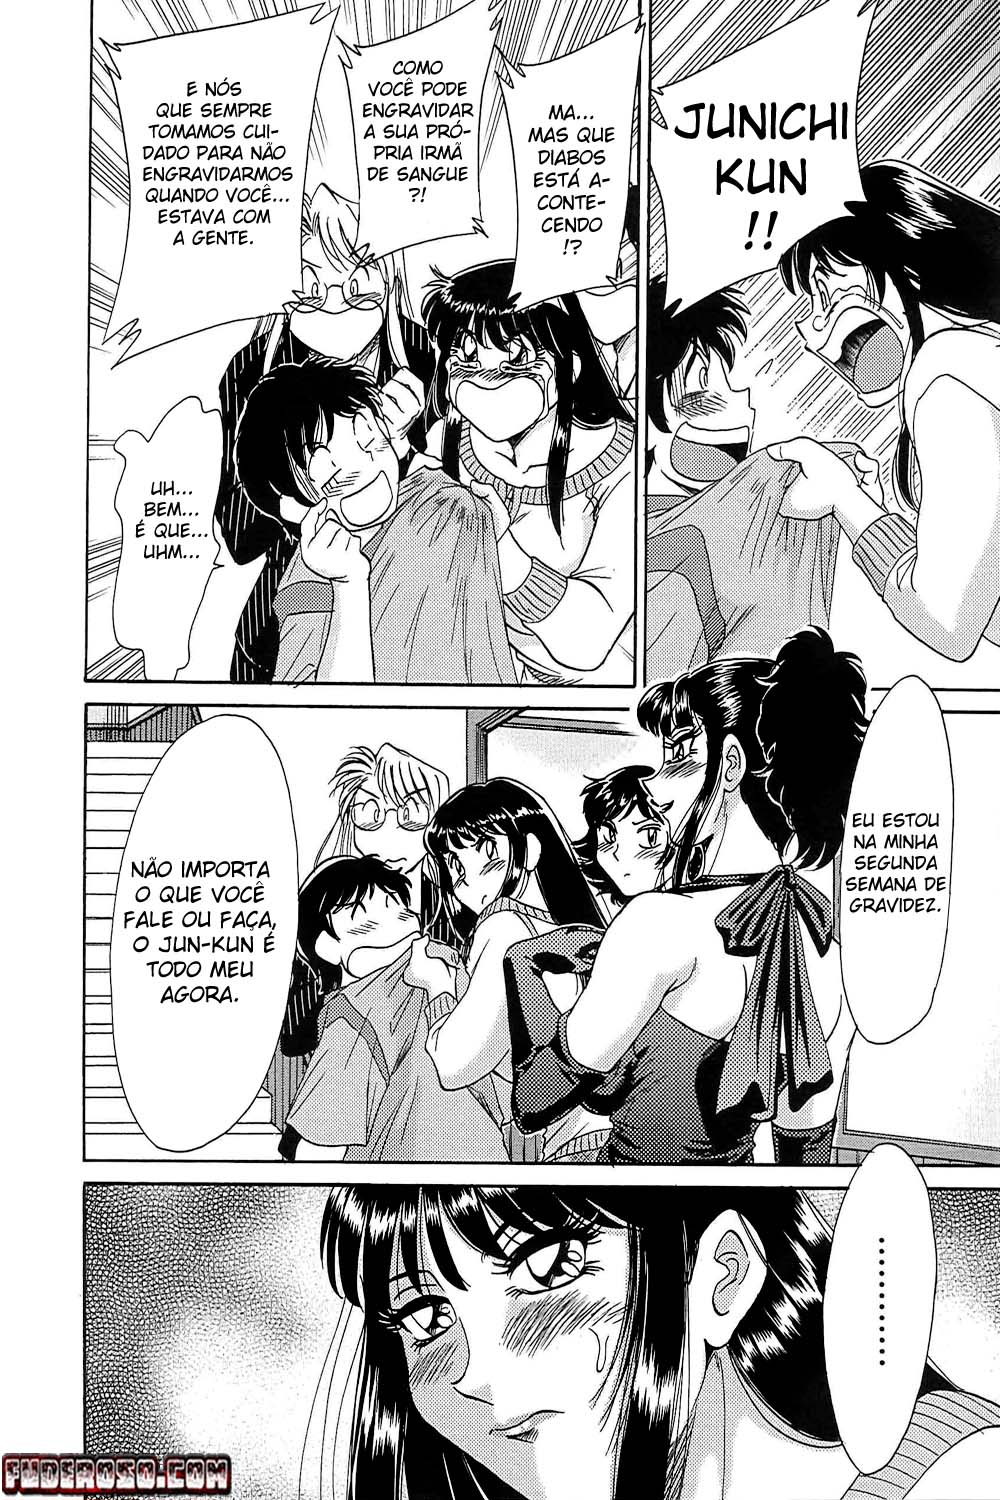 JUNICHI
KUN
!!
MA...
MAS QUE
DIABOS
ESTÁ A-
CONTE-
CENDO
!?
COMO
VOCÊ PODE
ENGRAVIDAR
A SUA PRÓ-
PRIA IRMÃ
DE SANGUE
?!
E NÓS
QUE SEMPRE
TOMAMOS CUI-
DADO PARA NÃO
ENGRAVIDARMOS
QUANDO VOCÊ...
ESTAVA COM
A GENTE.
UH...
BEM...
É QUE...
UHM...
EU ESTOU
NA MINHA
SEGUNDA
SEMANA DE
GRAVIDEZ.
NÃO IMPORTA
O QUE VOCÊ
FALE OU FAÇA,
O JUN-KUN É
TODO MEU
AGORA.
.........
FUDEROSO.COM